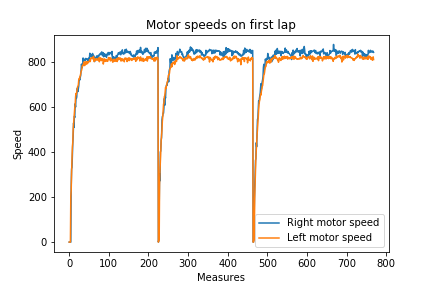 Motor speeds on first lap
800
600
400
200
0
Speed
0 100 200 300 400 500 600 700 800
Measures
Right motor speed
Left motor speed